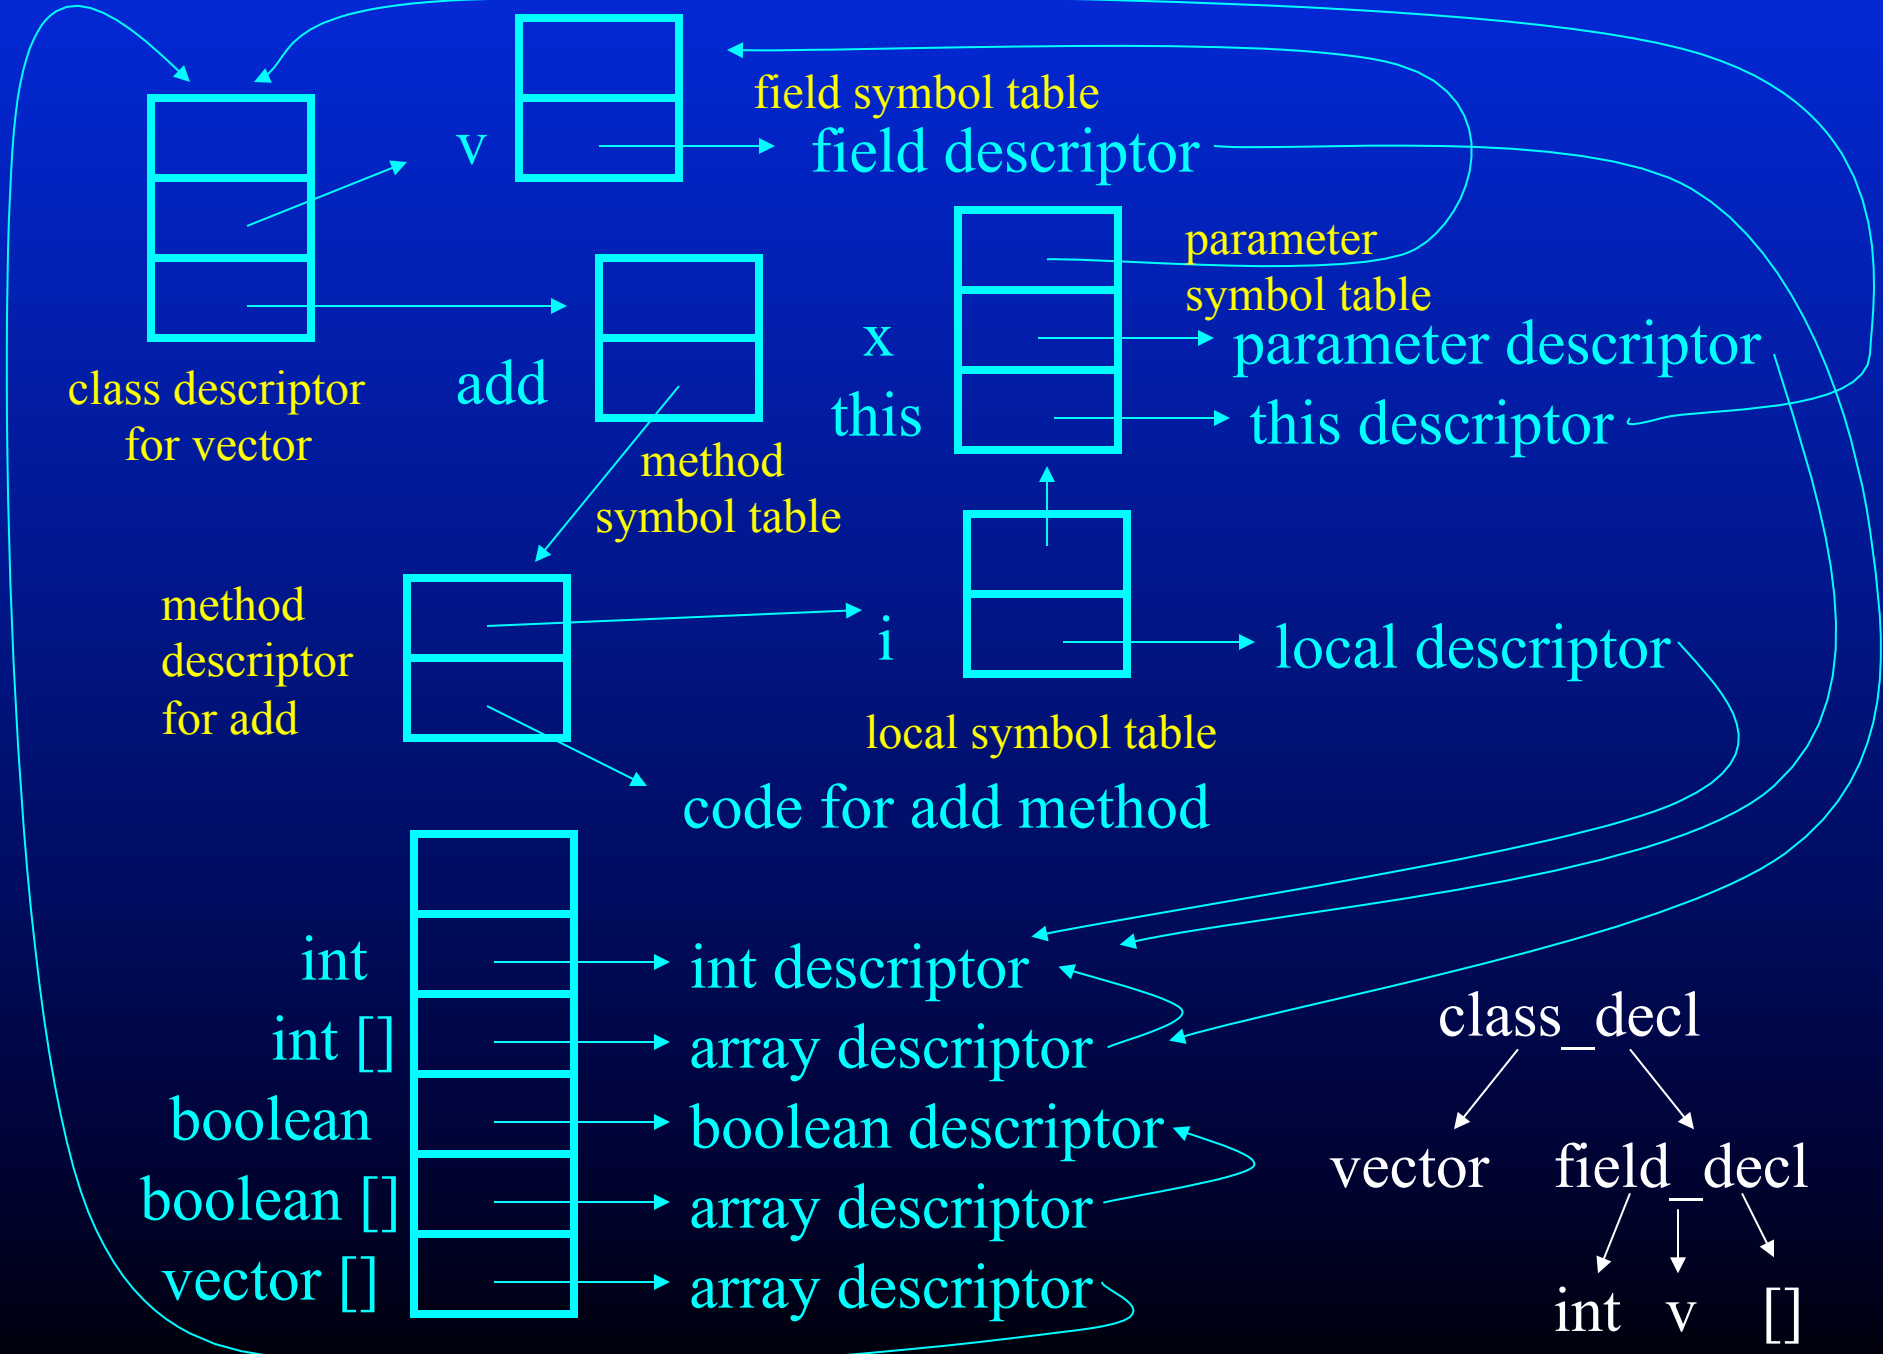 field symbol table
v
field descriptor
parameter
symbol table
x
parameter descriptor
class descriptor
for vector
add
this
this descriptor
method
symbol table
method
descriptor
for add
i
local descriptor
local symbol table
code for add method
int
int descriptor
int []
array descriptor
boolean
boolean descriptor
boolean []
array descriptor
vector []
array descriptor
class_decl
vector
field_decl
int
v
[]